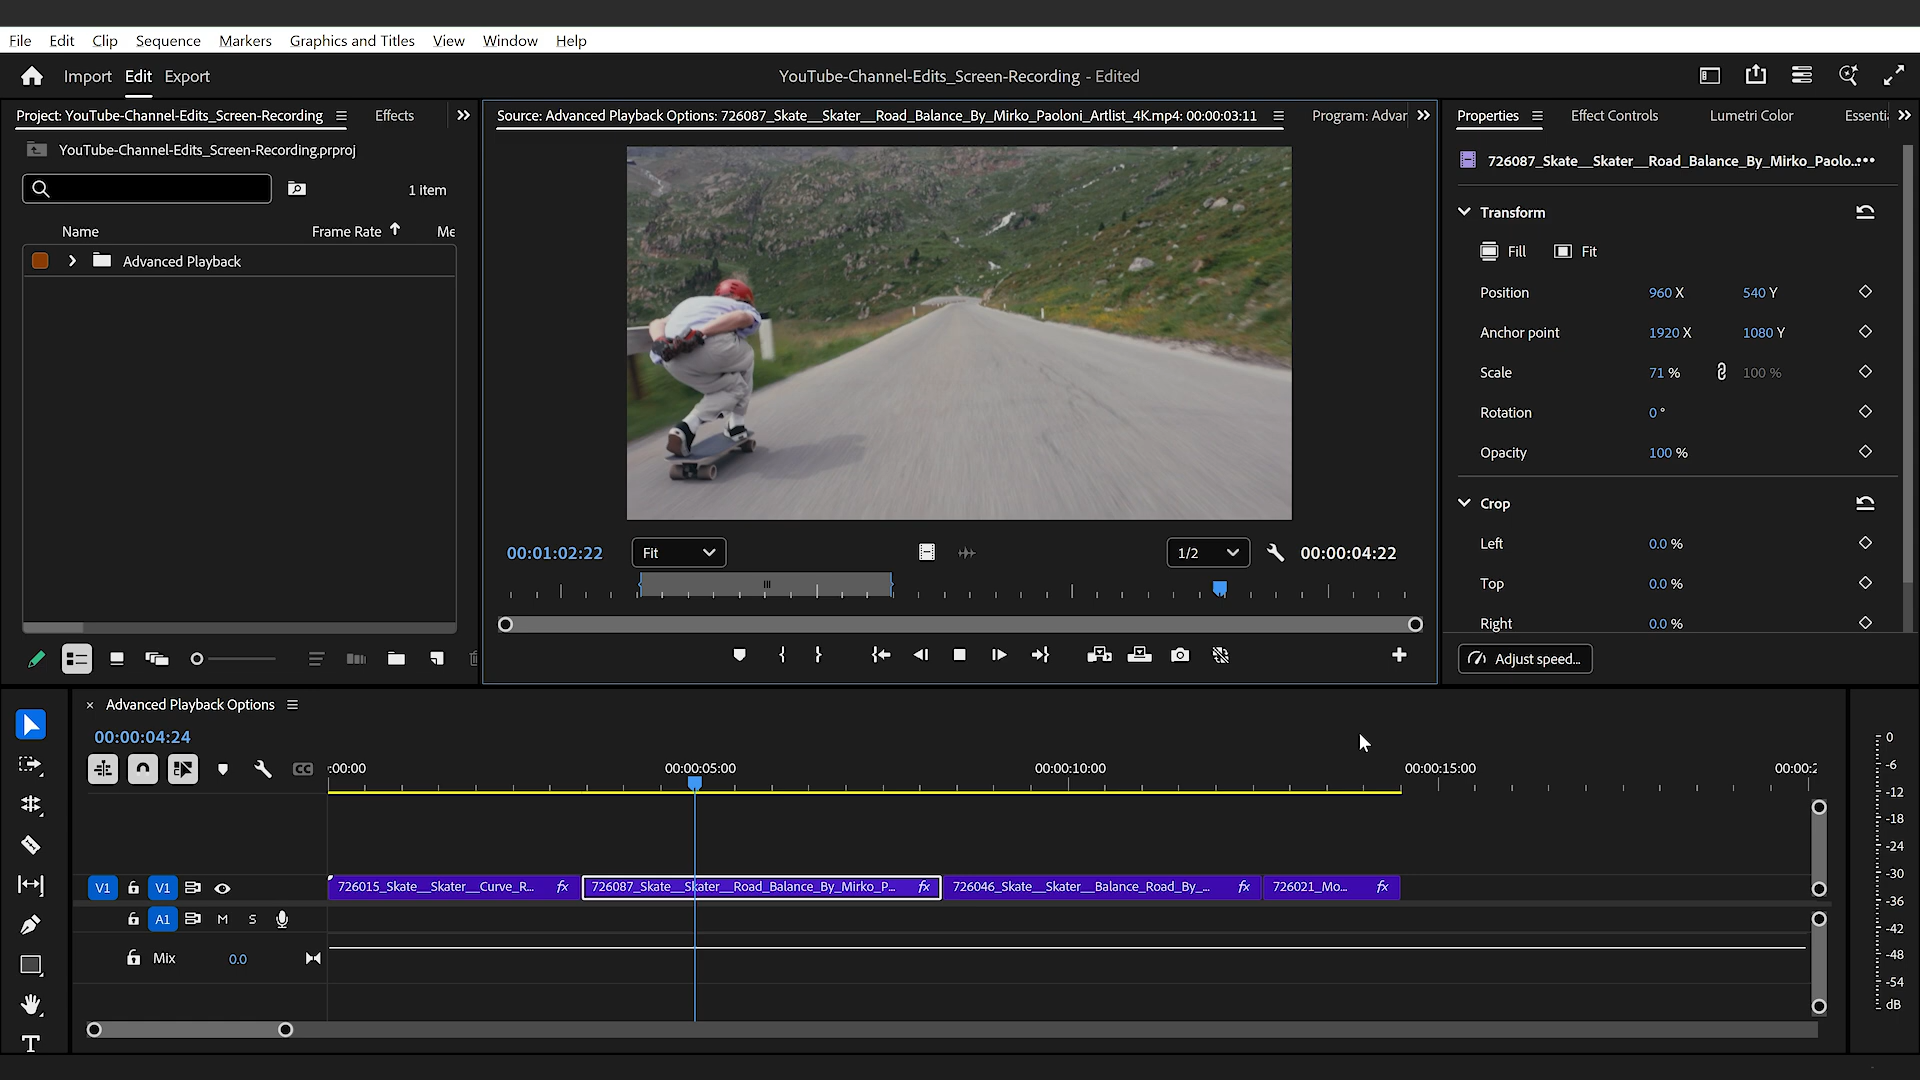 File Edit Clip Sequence Markers Graphics and Titles View Window Help
Import Edit Export
YouTube-Channel-Edits_Screen-Recording - Edited
Project: YouTube-Channel-Edits_Screen-Recording
Effects
Source: Advanced Playback Options: 726087_Skate__Skater__Road_Balance_By_Mirko_Paoloni_Artlist_4K.mp4: 00:00:03:11
Program: Advar
Properties
Effect Controls
Lumetri Color
Essentia
YouTube-Channel-Edits_Screen-Recording.prproj
1 item
Name
Frame Rate
Me
Advanced Playback
726087_Skate__Skater__Road_Balance_By_Mirko_Paolo...
Transform
Fill Fit
Position 960 X 540 Y
Anchor point 1920 X 1080 Y
Scale 71 % 100 %
Rotation 0 °
Opacity 100 %
Crop
Left 0.0 %
Top 0.0 %
Right 0.0 %
Adjust speed...
00:01:02:22
Fit
1/2
00:00:04:22
× Advanced Playback Options
00:00:04:24
CC
:00:00
00:00:05:00
00:00:10:00
00:00:15:00
00:00:2
V1 V1
726015_Skate__Skater__Curve_R... fx
726087_Skate__Skater__Road_Balance_By_Mirko_P... fx
726046_Skate__Skater__Balance_Road_By_... fx
726021_Mo... fx
A1 M S
Mix 0.0
T
0
-6
-12
-18
-24
-30
-36
-42
-48
-54
dB